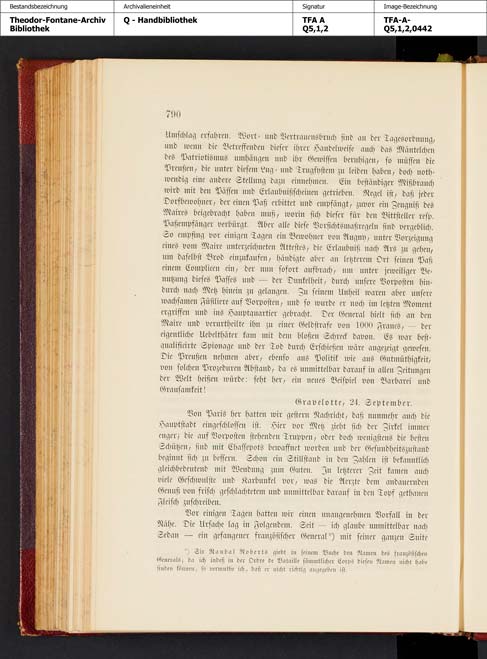 Bestandsbezeichnung
Archivalieneinheit
Signatur
Image-Bezeichnung
Theodor-Fontane-Archiv
Bibliothek
Q - Handbibliothek
TFA A
Q5,1,2
TFA-A-
Q5,1,2,0442
790
Umschlag erfahren. Wort- und Vertrauensbruch sind an der Tagesordnung,
und wenn die Betreffenden dieser ihrer Handelweise auch das Mäntelchen
des Patriotismus umhängen und ihr Gewissen beruhigen, so müssen die
Preußen, die unter diesem Lug- und Trugsystem zu leiden haben, doch noth-
wendig eine andere Stellung dazu einnehmen. Ein beständiger Mißbrauch
wird mit den Pässen und Erlaubnißscheinen getrieben. Regel ist, daß jeder
Dorfbewohner, der einen Paß erbittet und empfängt, zuvor ein Zeugniß des
Maires beigebracht haben muß, worin sich dieser für den Bittsteller resp.
Paßempfänger verbürgt. Aber alle diese Vorsichtsmaßregeln sind vergeblich.
So empfing vor einigen Tagen ein Bewohner von Augny, unter Vorzeigung
eines vom Maire unterzeichneten Attestes, die Erlaubniß nach Ars zu gehen,
um daselbst Brod einzukaufen, händigte aber an letzterem Ort seinen Paß
einem Complicen ein, der nun sofort aufbrach, um unter jeweiliger Be-
nutzung dieses Passes und — der Dunkelheit, durch unsere Vorposten hin-
durch nach Metz hinein zu gelangen. Zu seinem Unheil waren aber unsere
wachsamen Füsiliere auf Vorposten, und so wurde er noch im letzten Moment
ergriffen und ins Hauptquartier gebracht. Der General hielt sich an den
Maire und verurtheilte ihn zu einer Geldstrafe von 1000 Francs, — der
eigentliche Uebelthäter kam mit dem bloßen Schreck davon. Es war best-
qualificirte Spionage und der Tod durch Erschießen wäre angezeigt gewesen.
Die Preußen nehmen aber, ebenso aus Politik wie aus Gutmüthigkeit,
von solchen Prozeduren Abstand, da es unmittelbar darauf in allen Zeitungen
der Welt heißen würde: seht her, ein neues Beispiel von Barbarei und
Grausamkeit!
Gravelotte, 24. September.
Von Paris her hatten wir gestern Nachricht, daß nunmehr auch die
Hauptstadt eingeschlossen ist. Hier vor Metz zieht sich der Zirkel immer
enger; die auf Vorposten stehenden Truppen, oder doch wenigstens die besten
Schützen, sind mit Chassepots bewaffnet worden und der Gesundheitszustand
beginnt sich zu bessern. Schon ein Stillstand in den Zahlen ist bekanntlich
gleichbedeutend mit Wendung zum Guten. In letzterer Zeit kamen auch
viele Geschwulste und Karbunkel vor, was die Aerzte dem andauernden
Genuß von frisch geschlachtetem und unmittelbar darauf in den Topf gethanen
Fleisch zuschreiben.
Vor einigen Tagen hatten wir einen unangenehmen Vorfall in der
Nähe. Die Ursache lag in Folgendem. Seit — ich glaube unmittelbar nach
Sedan — ein gefangener französischer General*) mit seiner ganzen Suite
*) Sir Randal Roberts giebt in seinem Buche den Namen des französischen
Generals; da ich indeß in der Ordre de Bataille sämmtlicher Corps diesen Namen nicht habe
finden können, so vermuthe ich, daß er nicht richtig angegeben ist.